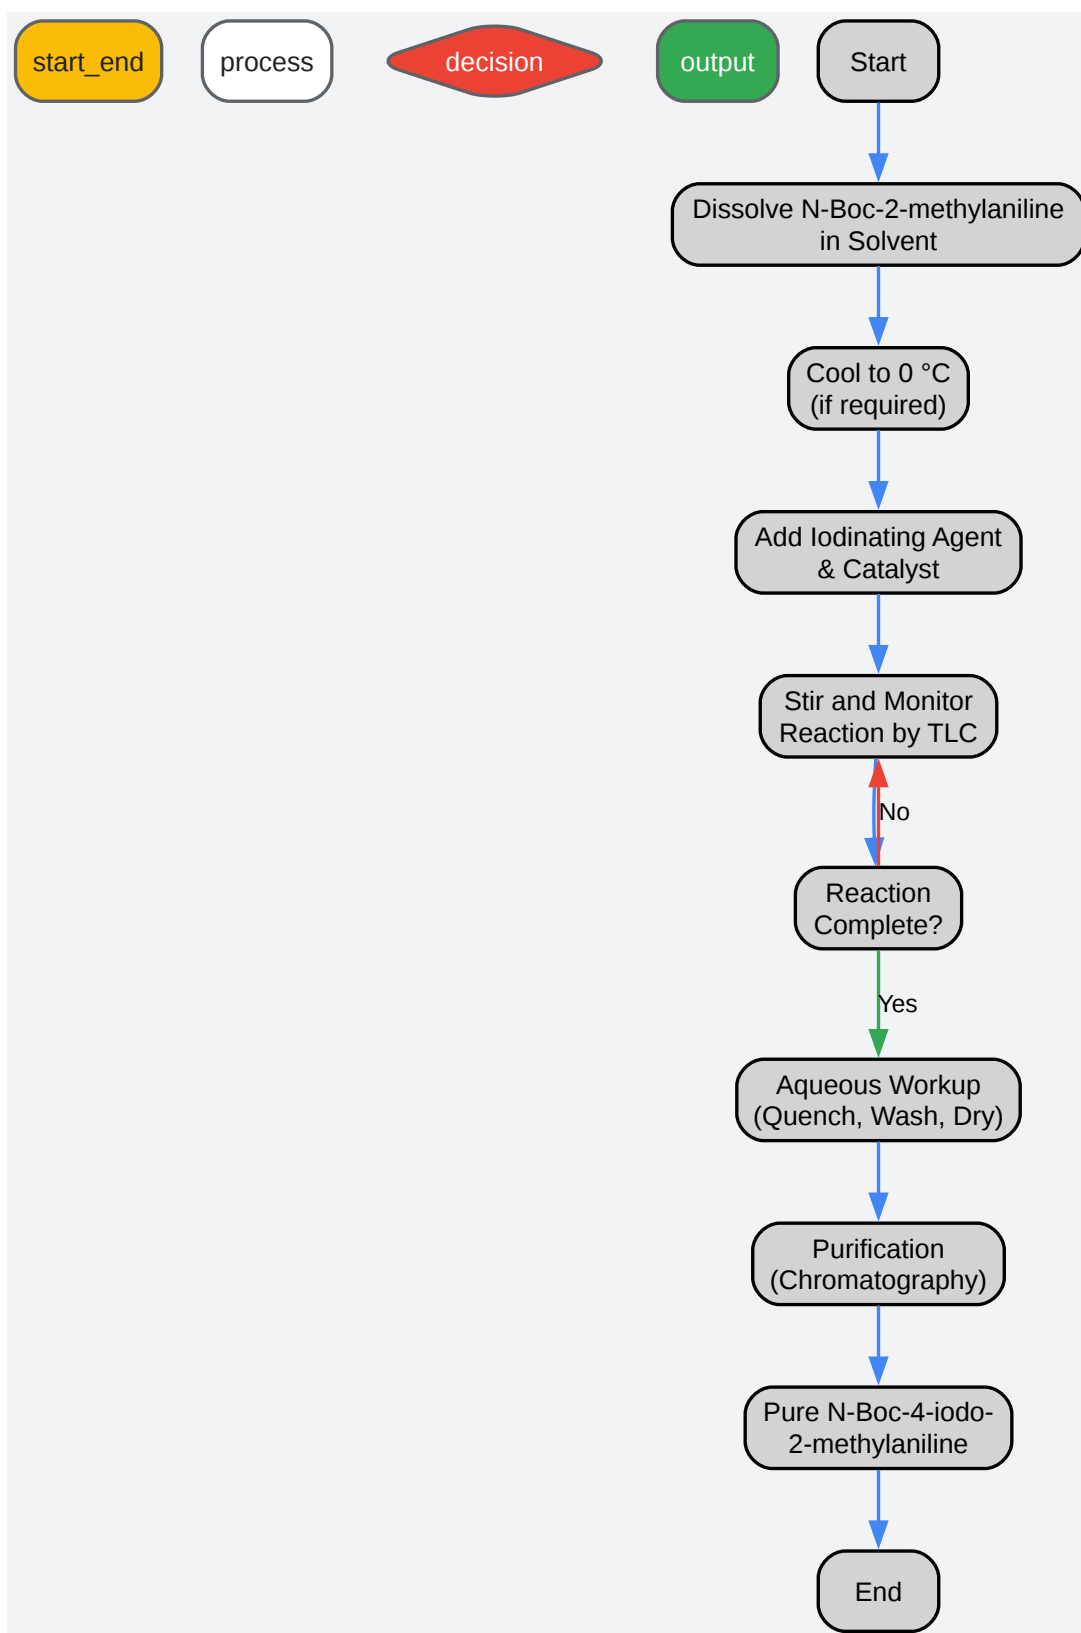 start_end
process
decision
output
Start
Dissolve N-Boc-2-methylaniline
in Solvent
Cool to 0 °C
(if required)
Add Iodinating Agent
& Catalyst
Stir and Monitor
Reaction by TLC
No
Reaction
Complete?
Yes
Aqueous Workup
(Quench, Wash, Dry)
Purification
(Chromatography)
Pure N-Boc-4-iodo-
2-methylaniline
End